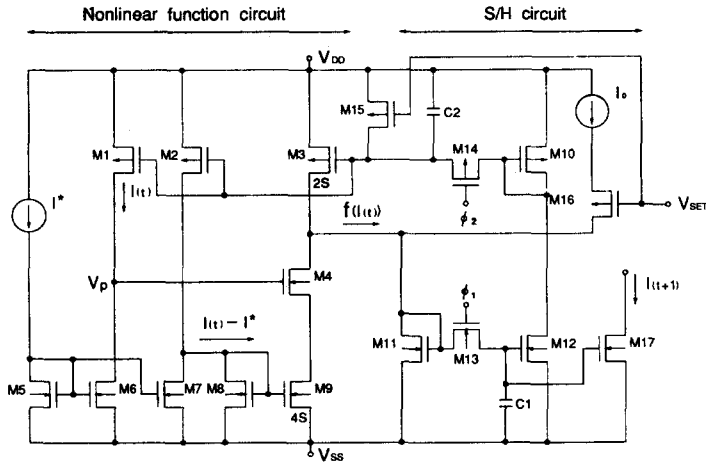 Nonlinear function circuit
S/H circuit
VDD
M15
C2
Io
M1
M2
M3
M14
M10
I(t)
2S
M16
I*
f(I(t))
φ2
VSET
Vp
M4
φ1
I(t+1)
I(t) - I*
M11
M13
M12
M17
M5
M6
M7
M8
M9
C1
4S
VSS